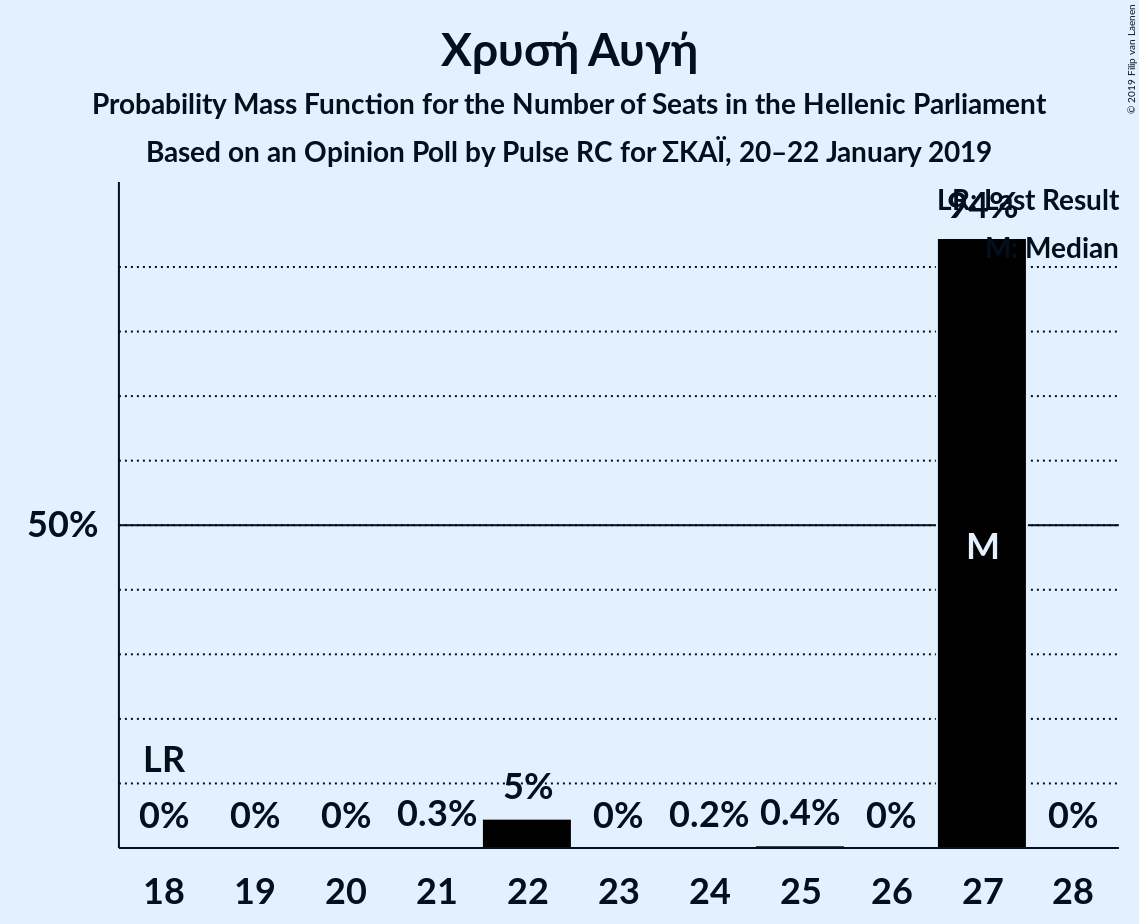 Χρυσή Αυγή
Probability Mass Function for the Number of Seats in the Hellenic Parliament
Based on an Opinion Poll by Pulse RC for ΣΚΑΪ, 20–22 January 2019
© 2019 Filip van Laenen
LR: Last Result
M: Median
94%
50%
M
LR
0% 0% 0% 0.3% 5% 0% 0.2% 0.4% 0% 0%
18 19 20 21 22 23 24 25 26 27 28